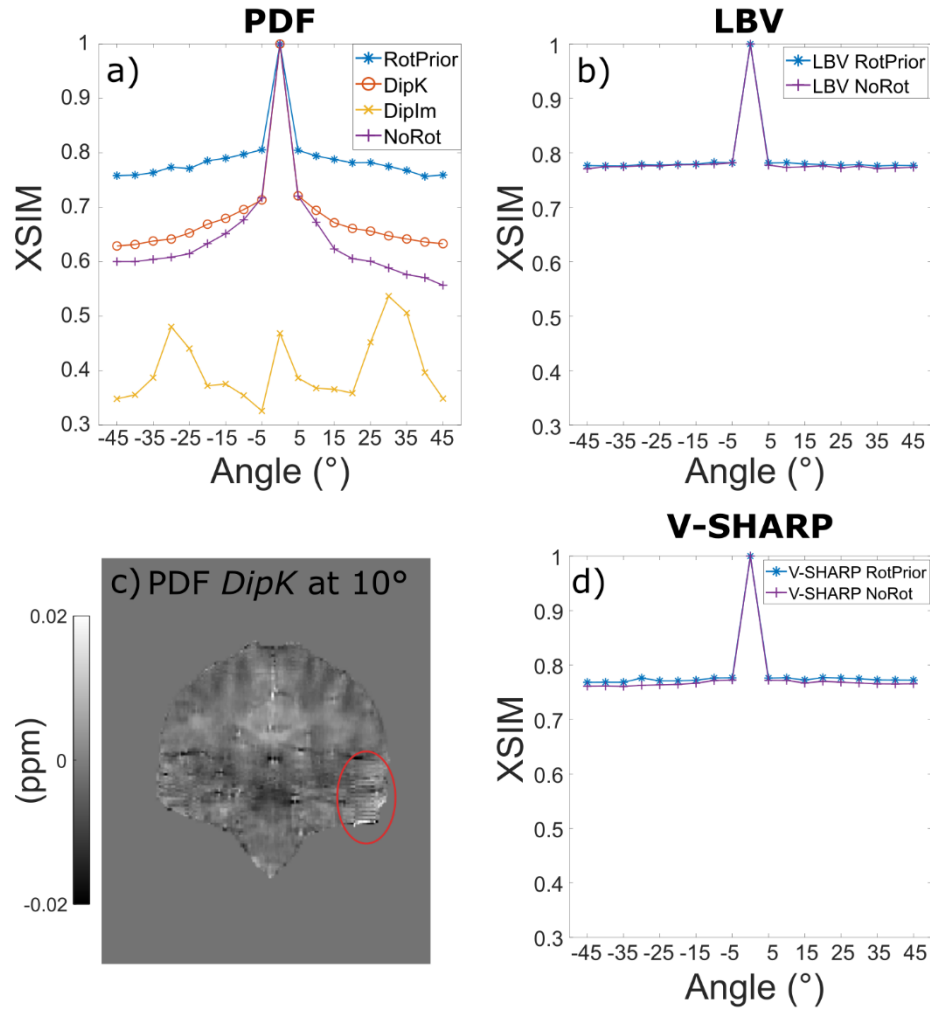 PDF
a)
RotPrior
DipK
DipIm
NoRot
1
0.9
0.8
0.7
0.6
0.5
0.4
0.3
XSIM
-45 -35 -25 -15 -5 5 15 25 35 45
Angle (°)
LBV
b)
LBV RotPrior
LBV NoRot
1
0.9
0.8
0.7
0.6
0.5
0.4
0.3
XSIM
-45 -35 -25 -15 -5 5 15 25 35 45
Angle (°)
c) PDF DipK at 10°
0.02
0
-0.02
(ppm)
V-SHARP
d)
V-SHARP RotPrior
V-SHARP NoRot
1
0.9
0.8
0.7
0.6
0.5
0.4
0.3
XSIM
-45 -35 -25 -15 -5 5 15 25 35 45
Angle (°)